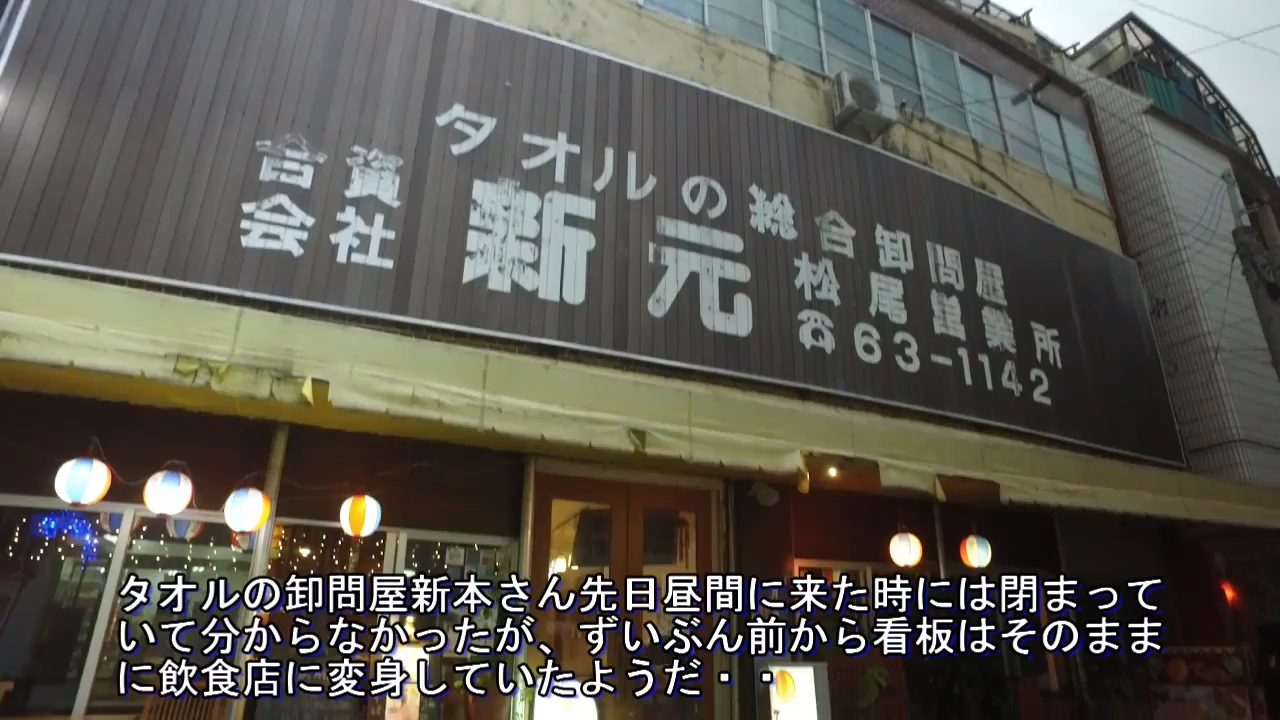 タオルの総合卸問屋
合資
会社
新元
松尾営業所
☎63-1142
タオルの卸問屋新本さん先日昼間に来た時には閉まって
いて分からなかったが、ずいぶん前から看板はそのまま
に飲食店に変身していたようだ・・